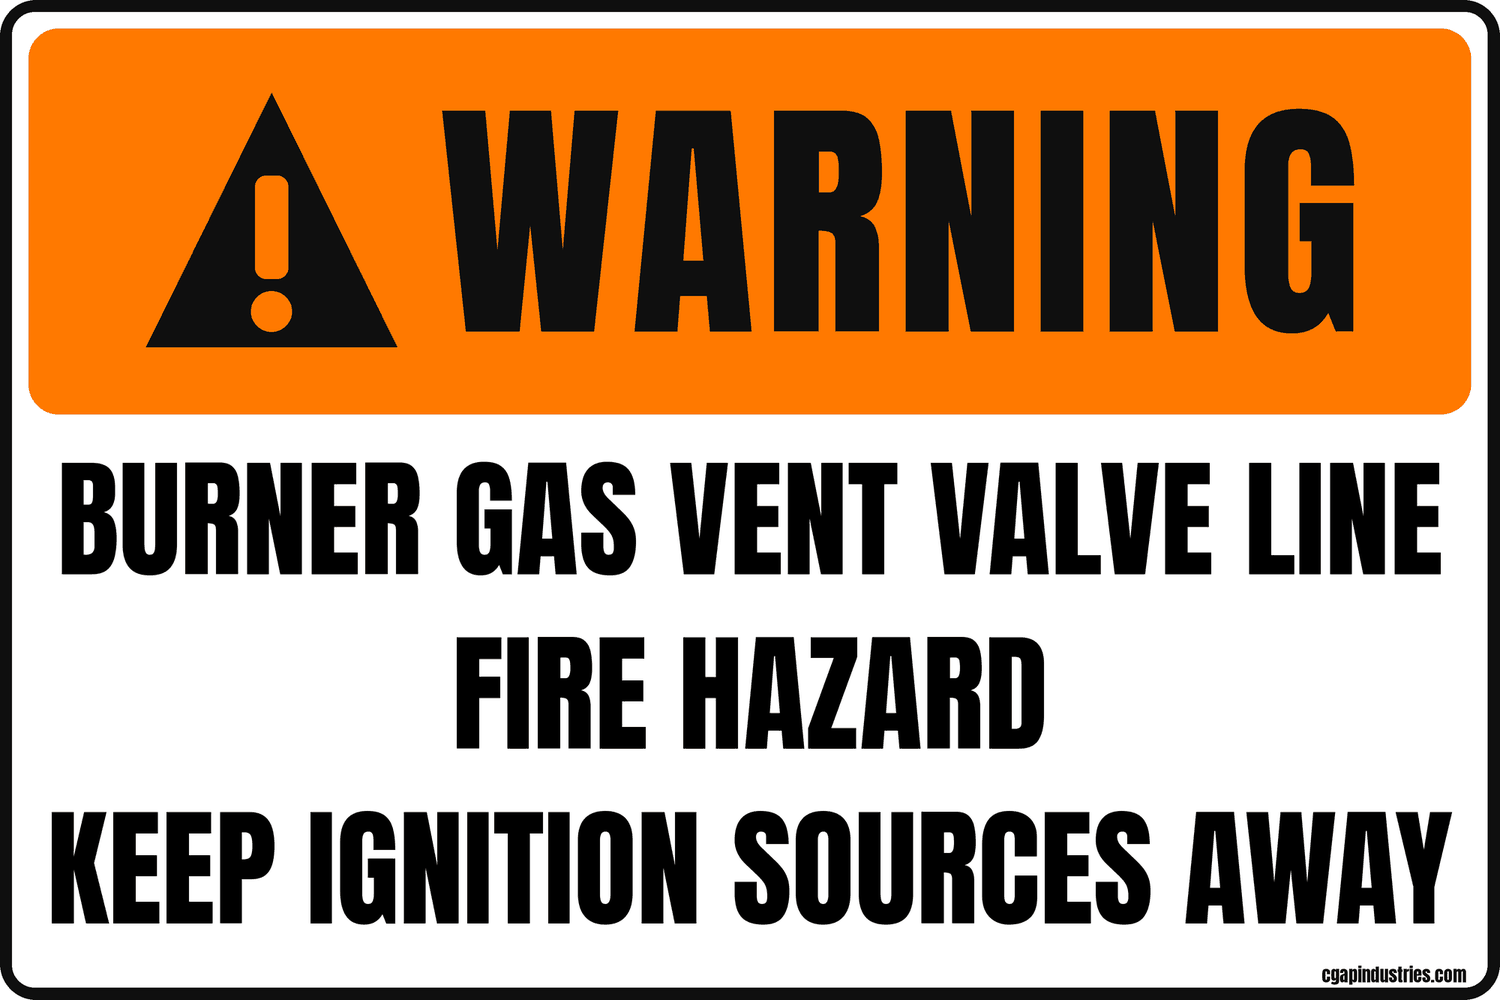 WARNING
BURNER GAS VENT VALVE LINE
FIRE HAZARD
KEEP IGNITION SOURCES AWAY
cgapindustries.com